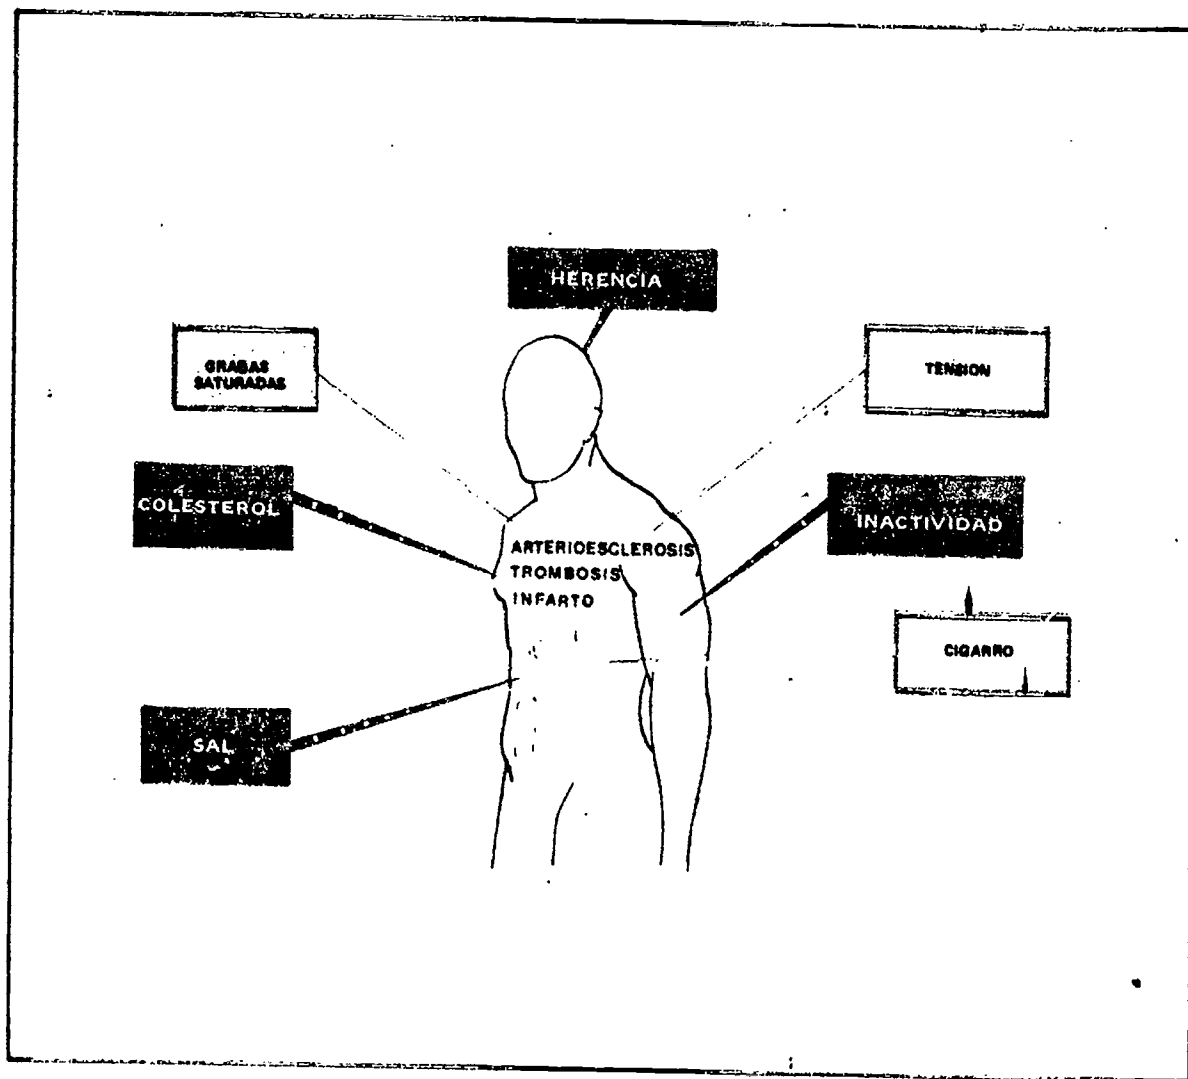 HERENCIA
GRASAS
SATURADAS
TENSION
COLESTEROL
INACTIVIDAD
ARTERIOESCLEROSIS
TROMBOSIS
INFARTO
CIGARRO
SAL